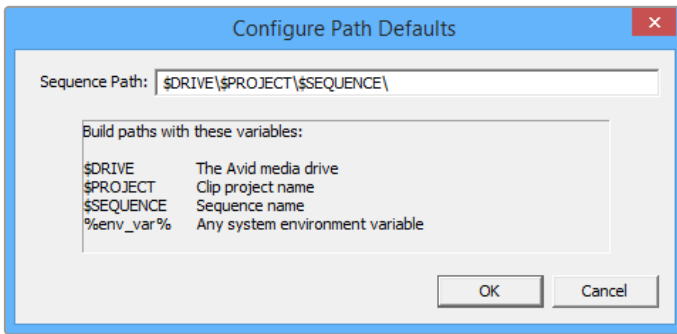 Configure Path Defaults
Sequence Path: $DRIVE\$PROJECT\$SEQUENCE\
Build paths with these variables:
$DRIVE The Avid media drive
$PROJECT Clip project name
$SEQUENCE Sequence name
%env_var% Any system environment variable
OK Cancel